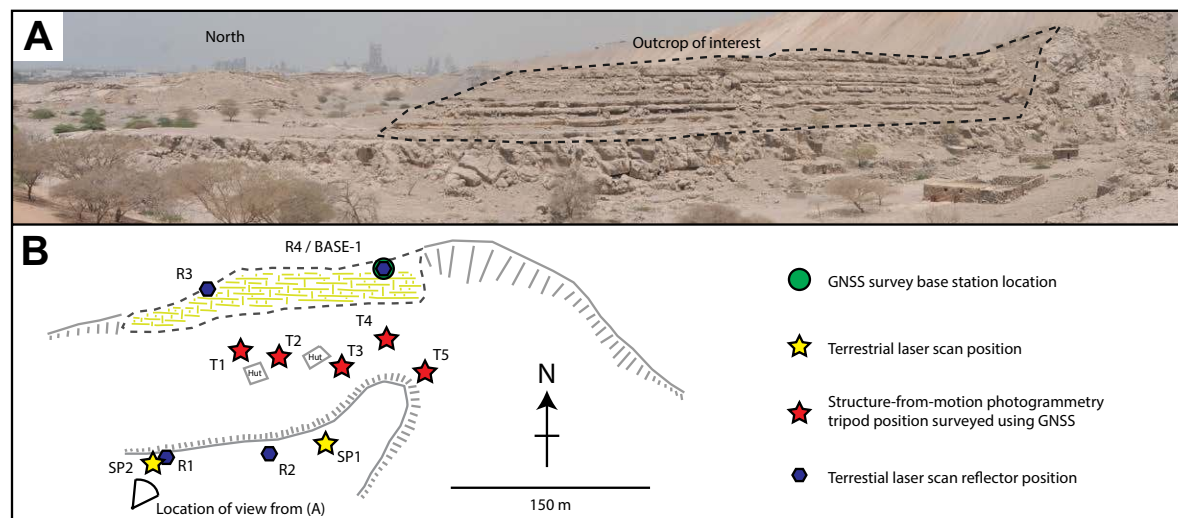 A
North
Outcrop of interest
B
R4 / BASE-1
R3
T4
T2
T1
T3
T5
Hut
Hut
N
SP1
SP2
R1
R2
Location of view from (A)
150 m
GNSS survey base station location
Terrestrial laser scan position
Structure-from-motion photogrammetry
tripod position surveyed using GNSS
Terrestial laser scan reflector position